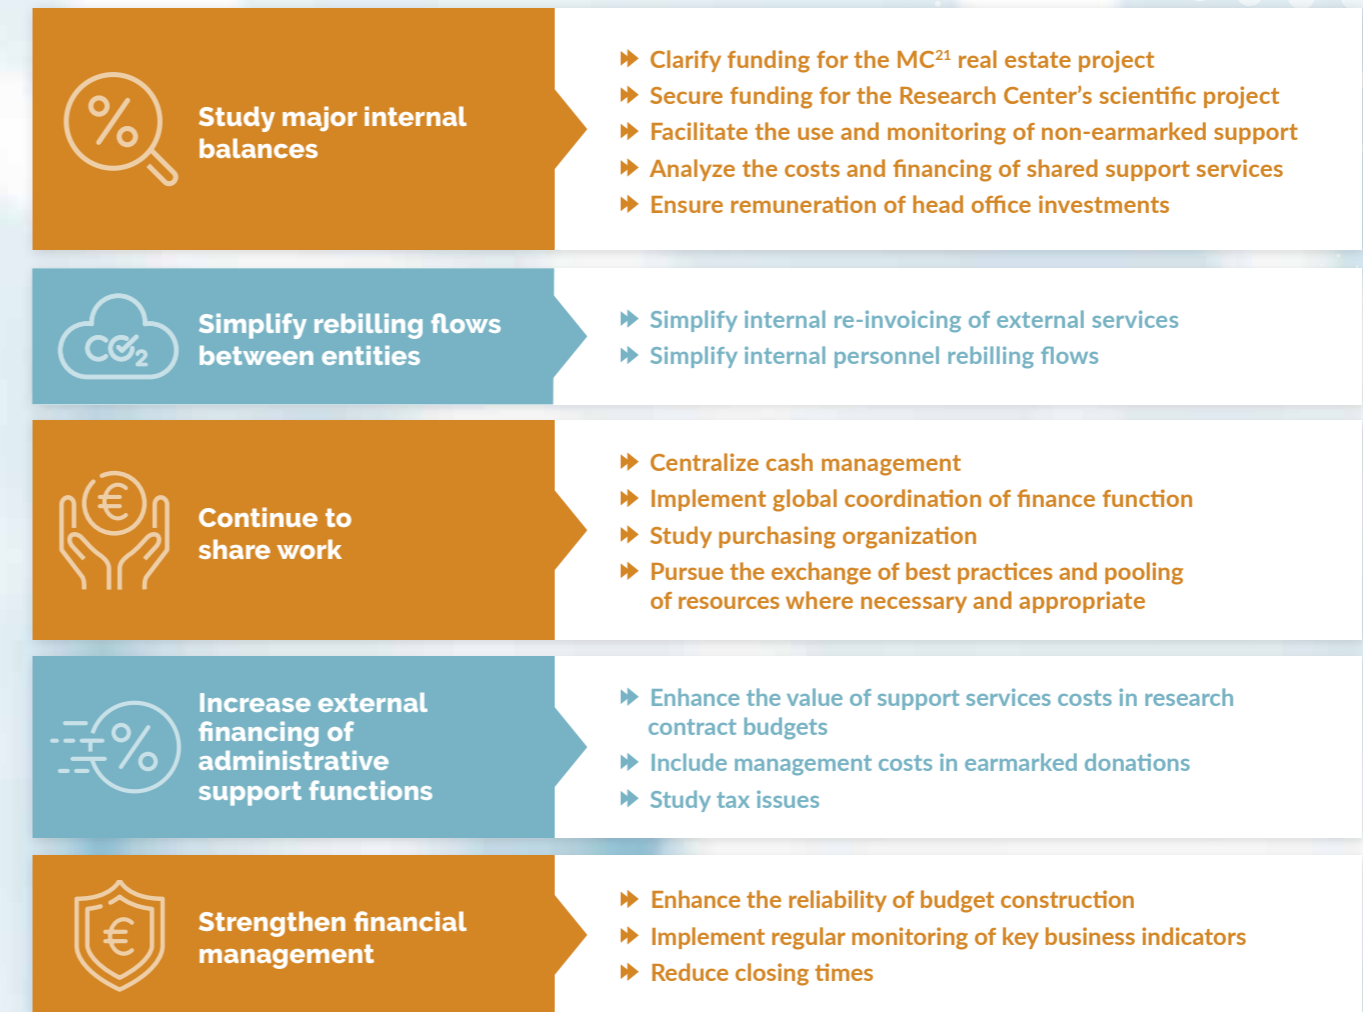 %
Study major internal
balances
Clarify funding for the MC²¹ real estate project
Secure funding for the Research Center’s scientific project
Facilitate the use and monitoring of non-earmarked support
Analyze the costs and financing of shared support services
Ensure remuneration of head office investments
CO₂
Simplify rebilling flows
between entities
Simplify internal re-invoicing of external services
Simplify internal personnel rebilling flows
€
Continue to
share work
Centralize cash management
Implement global coordination of finance function
Study purchasing organization
Pursue the exchange of best practices and pooling
of resources where necessary and appropriate
%
Increase external
financing of
administrative
support functions
Enhance the value of support services costs in research
contract budgets
Include management costs in earmarked donations
Study tax issues
€
Strengthen financial
management
Enhance the reliability of budget construction
Implement regular monitoring of key business indicators
Reduce closing times